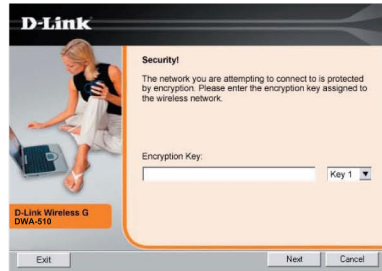 D-Link
Security!
The network you are attempting to connect to is protected
by encryption. Please enter the encryption key assigned to
the wireless network.
Encryption Key:
Key 1
D-Link Wireless G
DWA-510
Exit
Next
Cancel